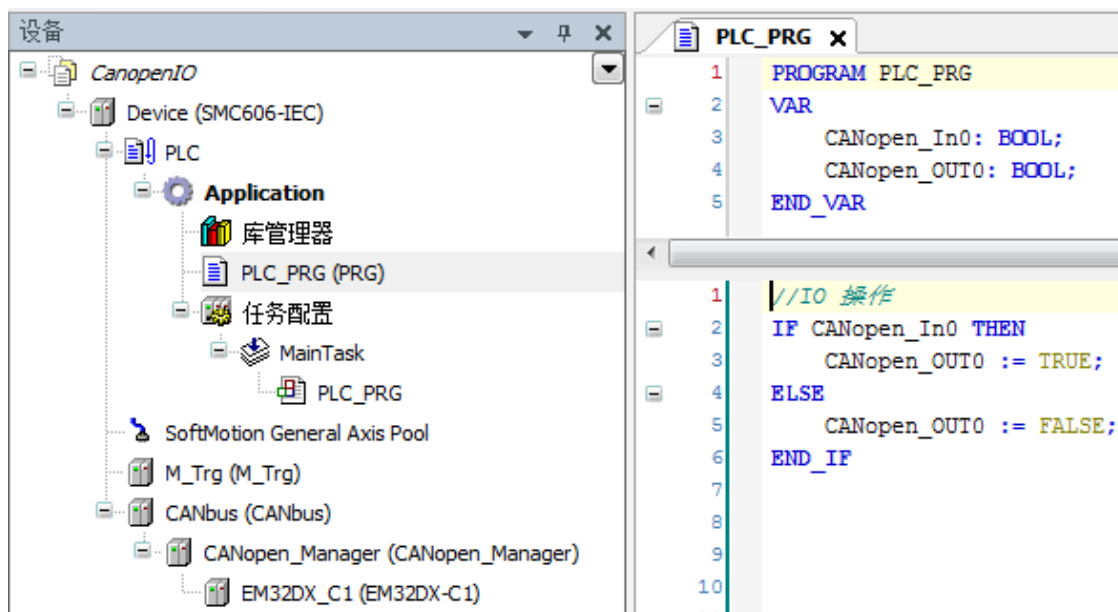 设备
CanopenIO
Device (SMC606-IEC)
PLC
Application
库管理器
PLC_PRG (PRG)
任务配置
MainTask
PLC_PRG
SoftMotion General Axis Pool
M_Trg (M_Trg)
CANbus (CANbus)
CANopen_Manager (CANopen_Manager)
EM32DX_C1 (EM32DX-C1)
PLC_PRG
1 PROGRAM PLC_PRG
2 VAR
3 CANopen_In0: BOOL;
4 CANopen_OUT0: BOOL;
5 END_VAR
1 //IO 操作
2 IF CANopen_In0 THEN
3 CANopen_OUT0 := TRUE;
4 ELSE
5 CANopen_OUT0 := FALSE;
6 END_IF
7
8
9
10